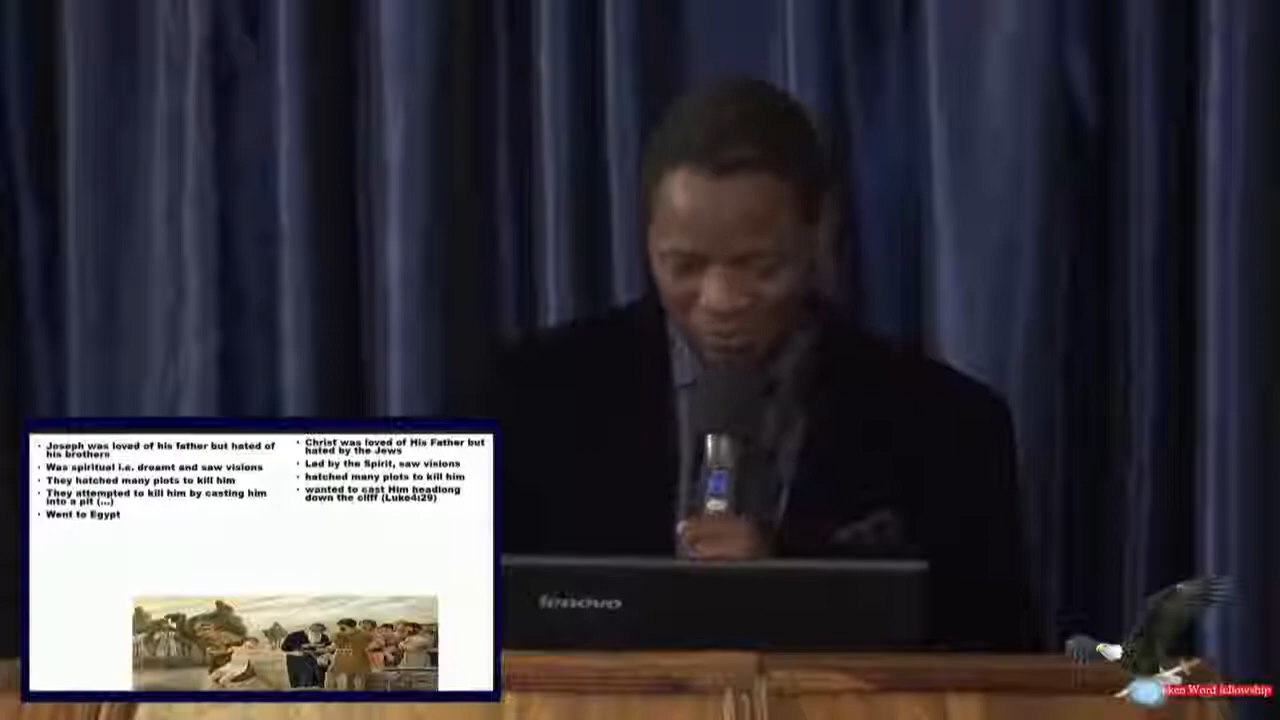 Joseph was loved of his father but hated of
his brothers
Was spiritual i.e. dreamt and saw visions
They hatched many plots to kill him
They attempted to kill him by casting him
into a pit (...)
Went to Egypt
Christ was loved of His Father but
hated by the Jews
Led by the Spirit, saw visions
hatched many plots to kill him
wanted to cast Him headlong
down the cliff (Luke4:29)
lenovo
ken Word fellowship